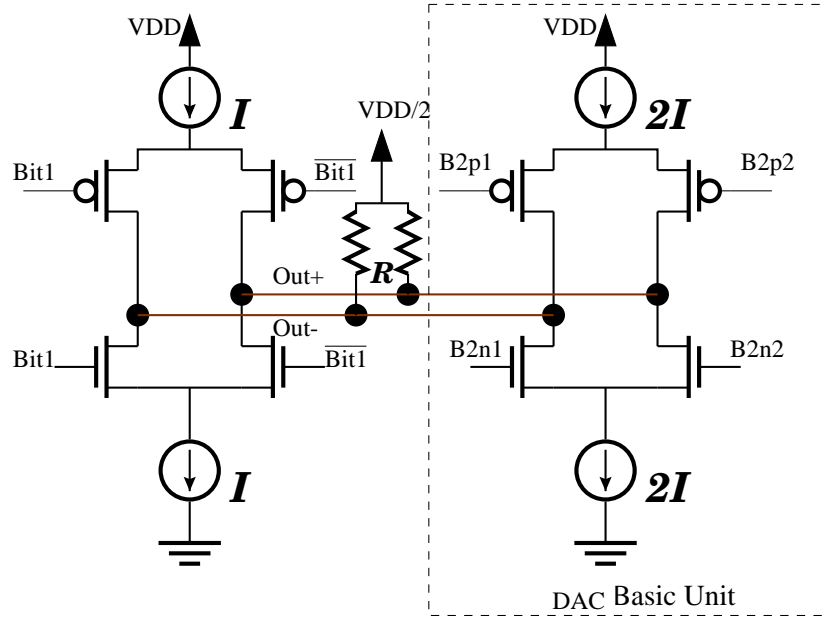 VDD
VDD
I
VDD/2
2I
Bit1
Bit1
B2p1
B2p2
R
Out+
Out-
Bit1
Bit1
B2n1
B2n2
I
2I
DAC Basic Unit